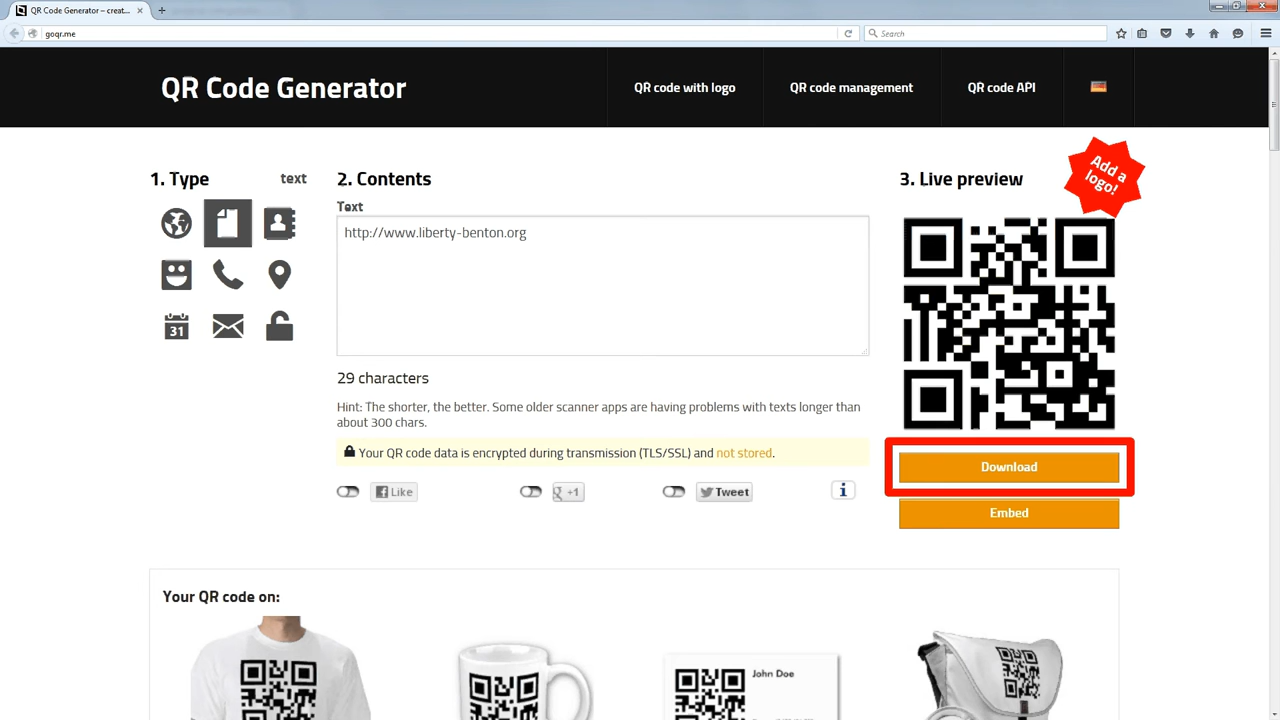 QR Code Generator – creat...
goqr.me
Search
QR Code Generator
QR code with logo
QR code management
QR code API
1. Type
text
2. Contents
Text
http://www.liberty-benton.org
29 characters
Hint: The shorter, the better. Some older scanner apps are having problems with texts longer than
about 300 chars.
Your QR code data is encrypted during transmission (TLS/SSL) and not stored.
Like
+1
Tweet
i
31
3. Live preview
Add a
logo!
Download
Embed
Your QR code on:
John Doe